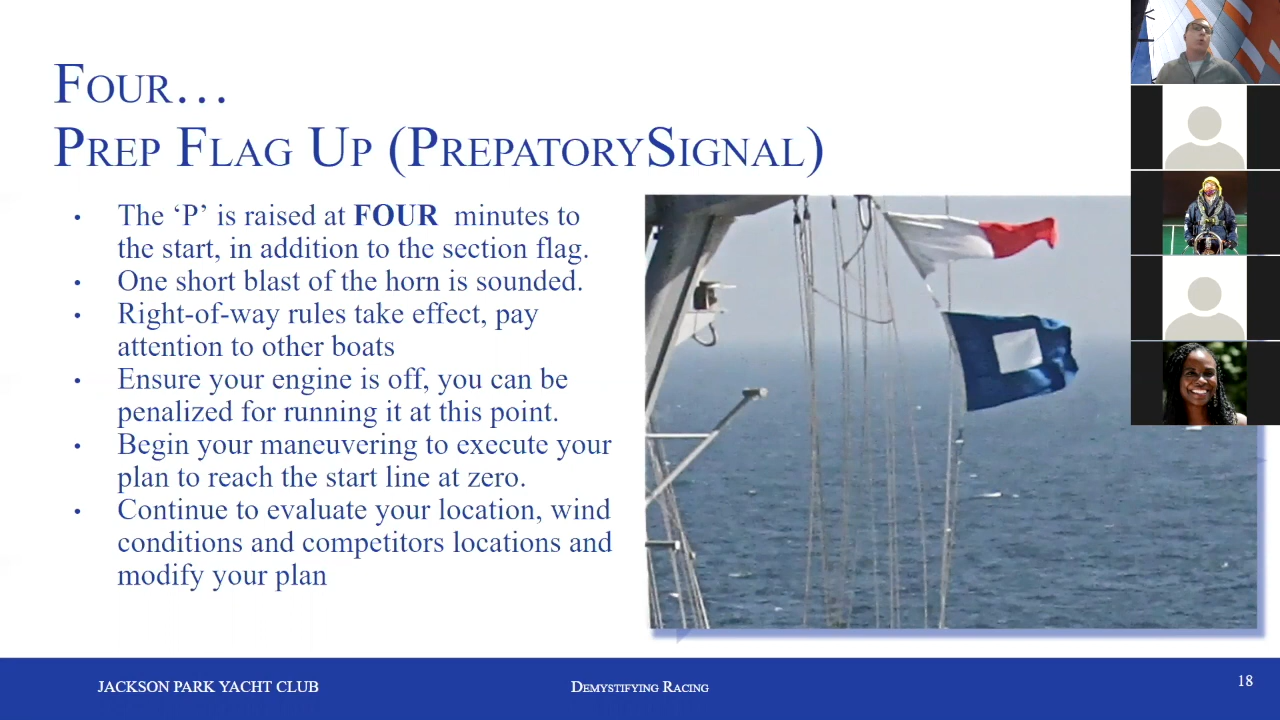 FOUR…
PREP FLAG UP (PREPATORYSIGNAL)
• The ‘P’ is raised at FOUR minutes to
the start, in addition to the section flag.
• One short blast of the horn is sounded.
• Right-of-way rules take effect, pay
attention to other boats
• Ensure your engine is off, you can be
penalized for running it at this point.
• Begin your maneuvering to execute your
plan to reach the start line at zero.
• Continue to evaluate your location, wind
conditions and competitors locations and
modify your plan
JACKSON PARK YACHT CLUB
DEMYSTIFYING RACING
18